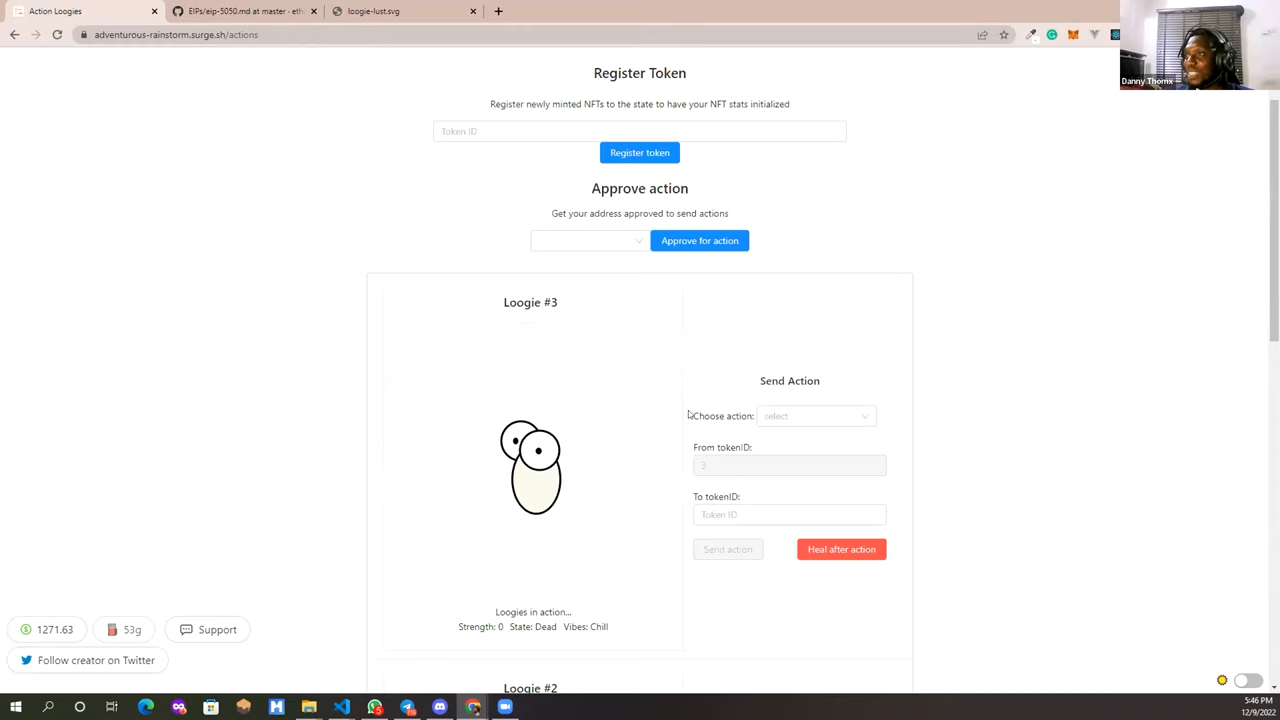 Action Loogies
EIPs/eip-5050.md at master · eth
loogie-lust.svg
adventurous-rainstorm.surge.sh/actions
Danny Thomx
Register Token
Register newly minted NFTs to the state to have your NFT stats initialized
Token ID
Register token
Approve action
Get your address approved to send actions
Approve for action
Loogie #3
Send Action
Choose action: select
From tokenID:
3
To tokenID:
Token ID
Send action Heal after action
Loogies in action...
Strength: 0 State: Dead Vibes: Chill
1271.63 53g Support
Follow creator on Twitter
Loogie #2
5:46 PM
12/9/2022